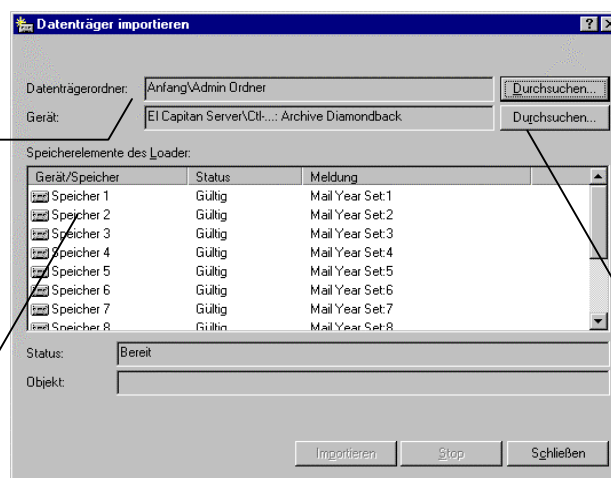 Datenträger importieren
Datenträgerordner: Anfang\Admin Ordner Durchsuchen...
Gerät: El Capitan Server\Ctl-...: Archive Diamondback Durchsuchen...
Speicherelemente des Loader:
Gerät/Speicher Status Meldung
Speicher 1 Gültig Mail Year Set:1
Speicher 2 Gültig Mail Year Set:2
Speicher 3 Gültig Mail Year Set:3
Speicher 4 Gültig Mail Year Set:4
Speicher 5 Gültig Mail Year Set:5
Speicher 6 Gültig Mail Year Set:6
Speicher 7 Gültig Mail Year Set:7
Speicher 8 Gültig Mail Year Set:8
Status: Bereit
Objekt:
Importieren Stop Schließen